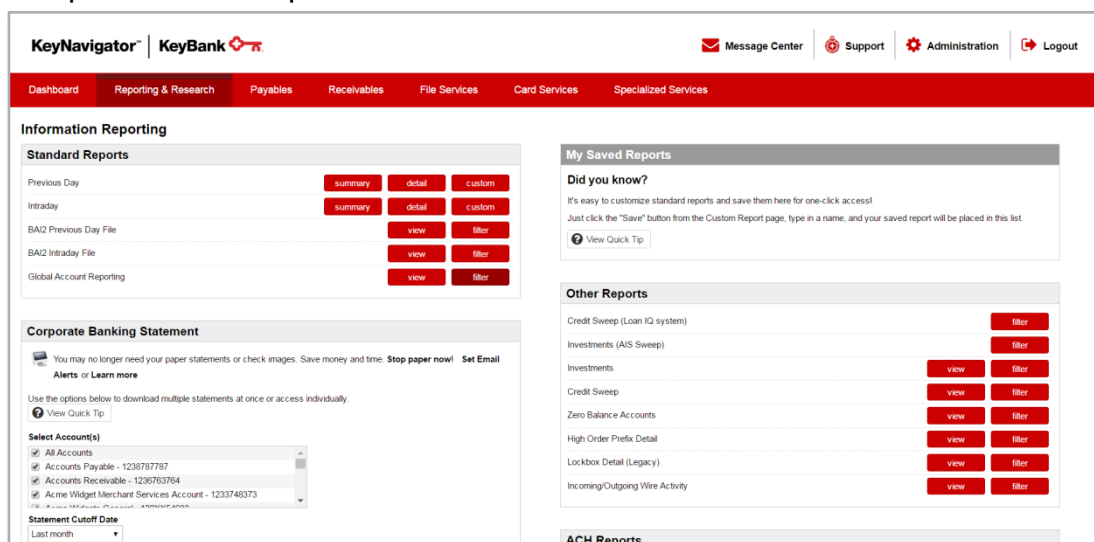 KeyNavigator™ | KeyBank
Message Center
Support
Administration
Logout
Dashboard
Reporting & Research
Payables
Receivables
File Services
Card Services
Specialized Services
Information Reporting
Standard Reports
Previous Day summary detail custom
Intraday summary detail custom
BAI2 Previous Day File view filter
BAI2 Intraday File view filter
Global Account Reporting view filter
Corporate Banking Statement
You may no longer need your paper statements or check images. Save money and time. Stop paper now! Set Email
Alerts or Learn more
Use the options below to download multiple statements at once or access individually.
View Quick Tip
Select Account(s)
All Accounts
Accounts Payable - 1238787787
Accounts Receivable - 1236763764
Acme Widget Merchant Services Account - 1233748373
Statement Cutoff Date
Last month
My Saved Reports
Did you know?
It's easy to customize standard reports and save them here for one-click access!
Just click the "Save" button from the Custom Report page, type in a name, and your saved report will be placed in this list.
View Quick Tip
Other Reports
Credit Sweep (Loan IQ system) filter
Investments (AIS Sweep) filter
Investments view filter
Credit Sweep view filter
Zero Balance Accounts view filter
High Order Prefix Detail view filter
Lockbox Detail (Legacy) view filter
Incoming/Outgoing Wire Activity view filter
ACH Reports